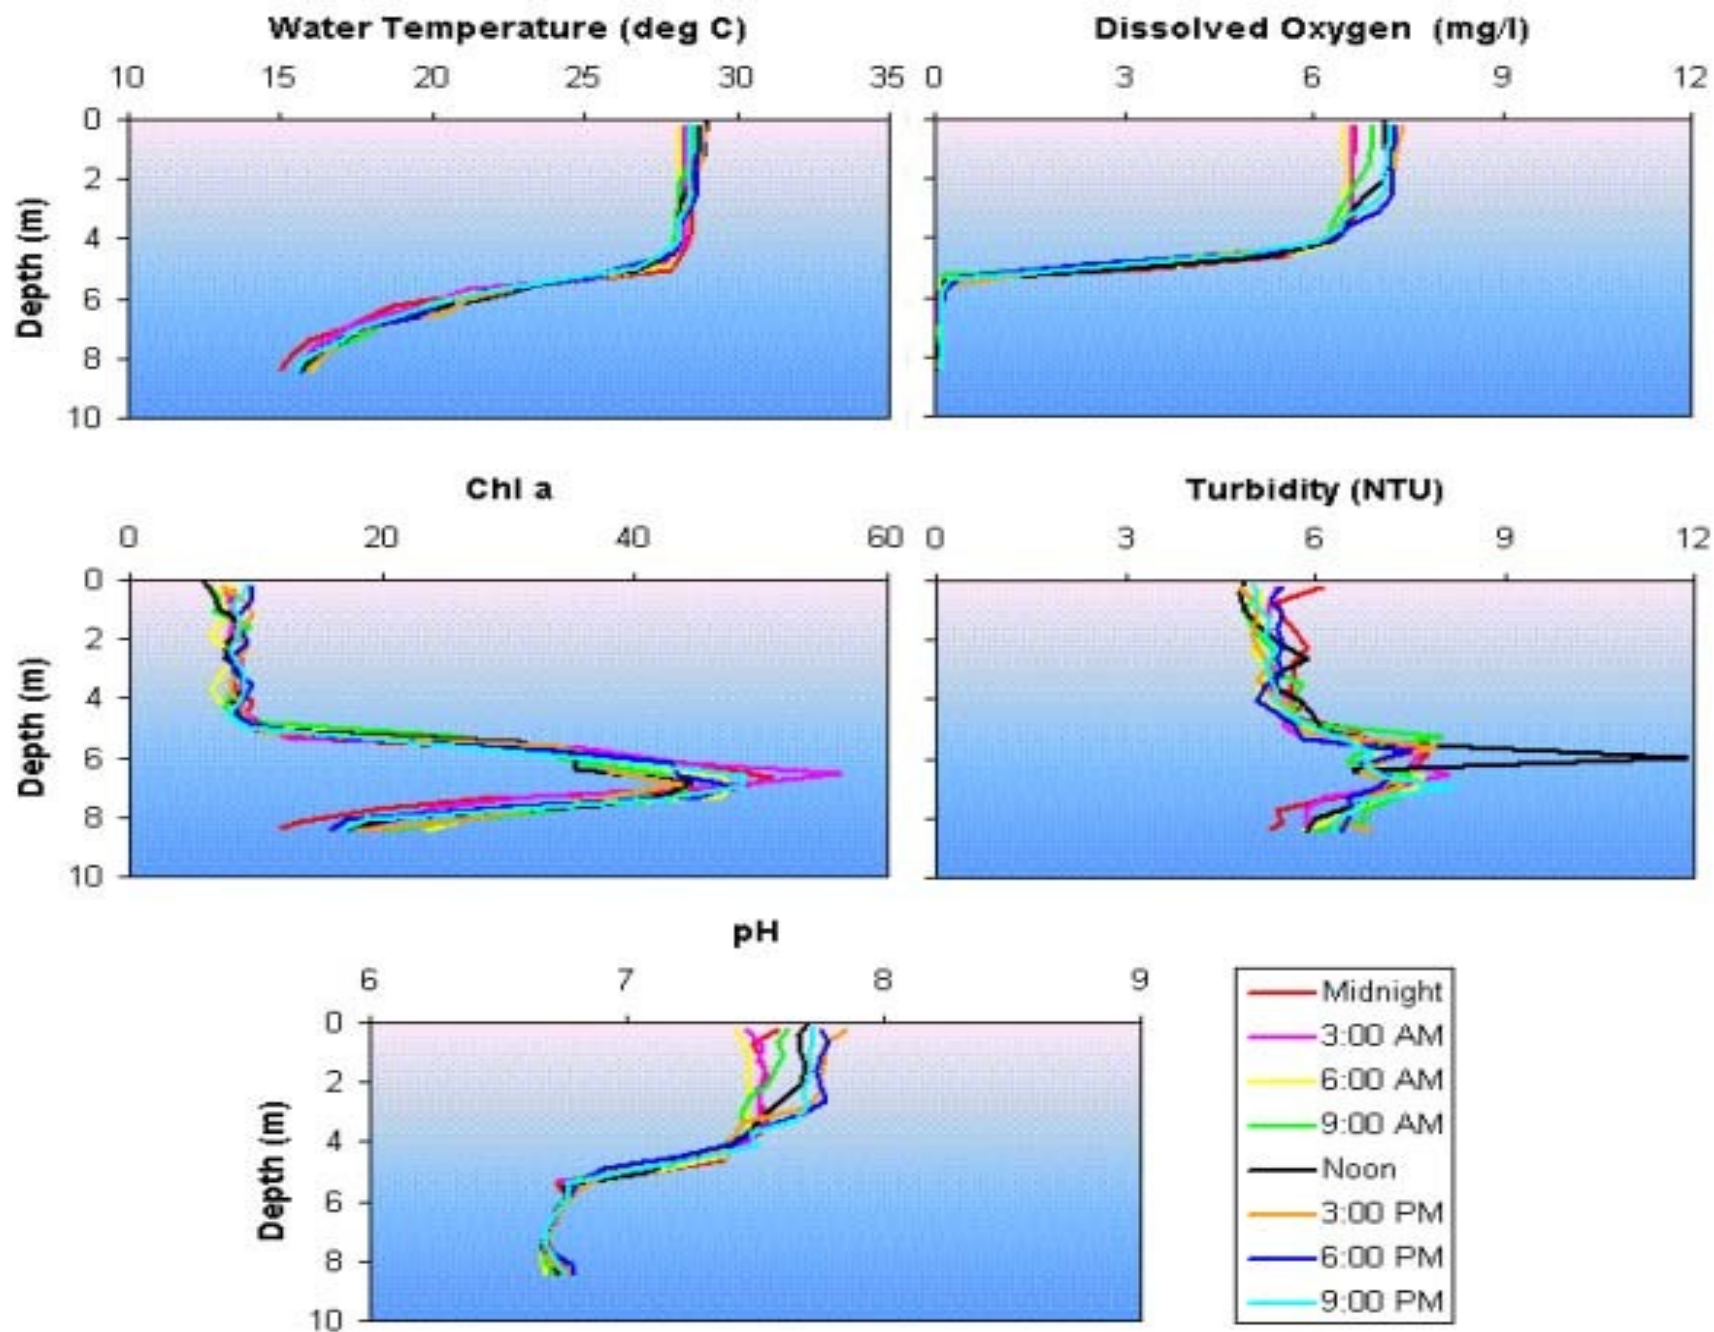 Water Temperature (deg C) Dissolved Oxygen (mg/l)
10 15 20 25 30 35 0 3 6 9 12
0
2
4
6
8
10
Depth (m)
Chl a Turbidity (NTU)
0 20 40 60 0 3 6 9 12
0
2
4
6
8
10
Depth (m)
pH
6 7 8 9
0
2
4
6
8
10
Depth (m)
Midnight
3:00 AM
6:00 AM
9:00 AM
Noon
3:00 PM
6:00 PM
9:00 PM